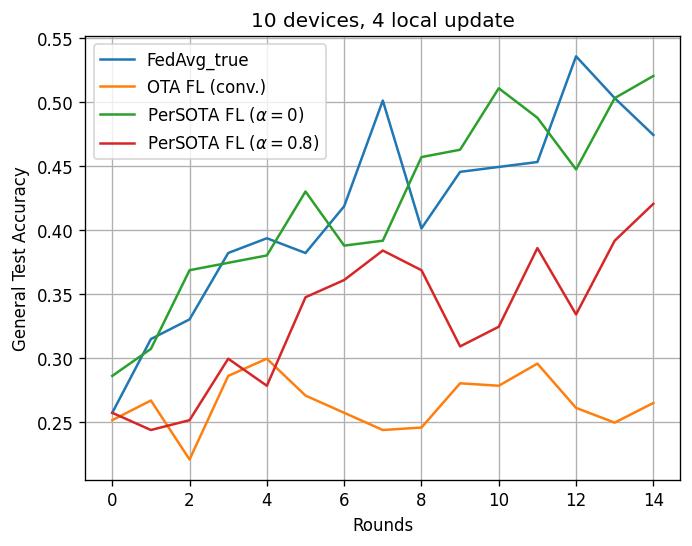 10 devices, 4 local update
FedAvg_true
OTA FL (conv.)
PerSOTA FL (α = 0)
PerSOTA FL (α = 0.8)
General Test Accuracy
0.55
0.50
0.45
0.40
0.35
0.30
0.25
0 2 4 6 8 10 12 14
Rounds